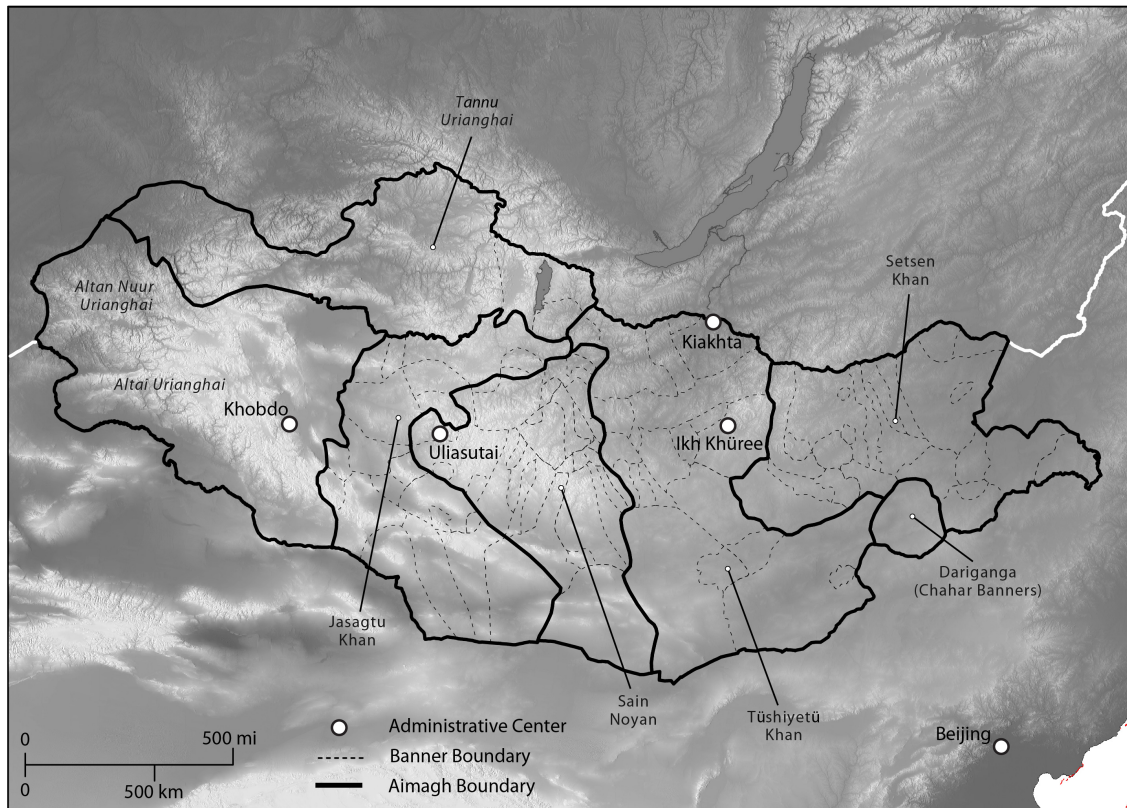 Tannu
Urianghai
Setsen
Khan
Altan Nuur
Urianghai
Kiakhta
Altai Urianghai
Khobdo
Uliasutai
Ikh Khüree
Dariganga
(Chahar Banners)
Jasagtu
Khan
Sain
Noyan
Tüshiyetü
Khan
Beijing
0 500 mi
0 500 km
Administrative Center
Banner Boundary
Aimagh Boundary